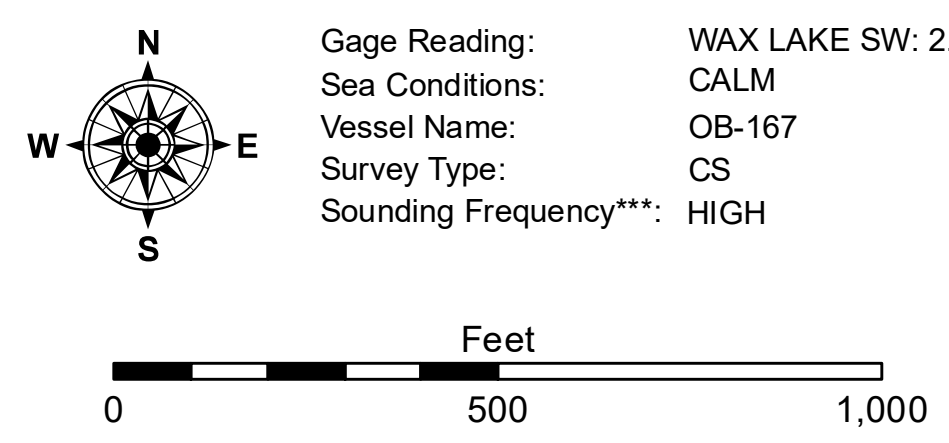 N
W E
S
Gage Reading: WAX LAKE SW: 2.
Sea Conditions: CALM
Vessel Name: OB-167
Survey Type: CS
Sounding Frequency***: HIGH
Feet
0 500 1,000